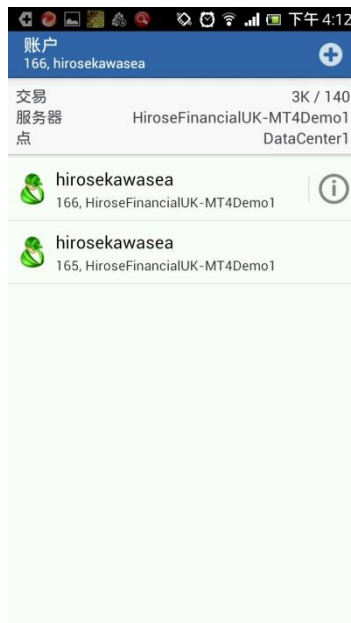 下午 4:12
账户
166, hirosekawasea
交易 3K / 140
服务器 HiroseFinancialUK-MT4Demo1
点 DataCenter1
hirosekawasea
166, HiroseFinancialUK-MT4Demo1
hirosekawasea
165, HiroseFinancialUK-MT4Demo1